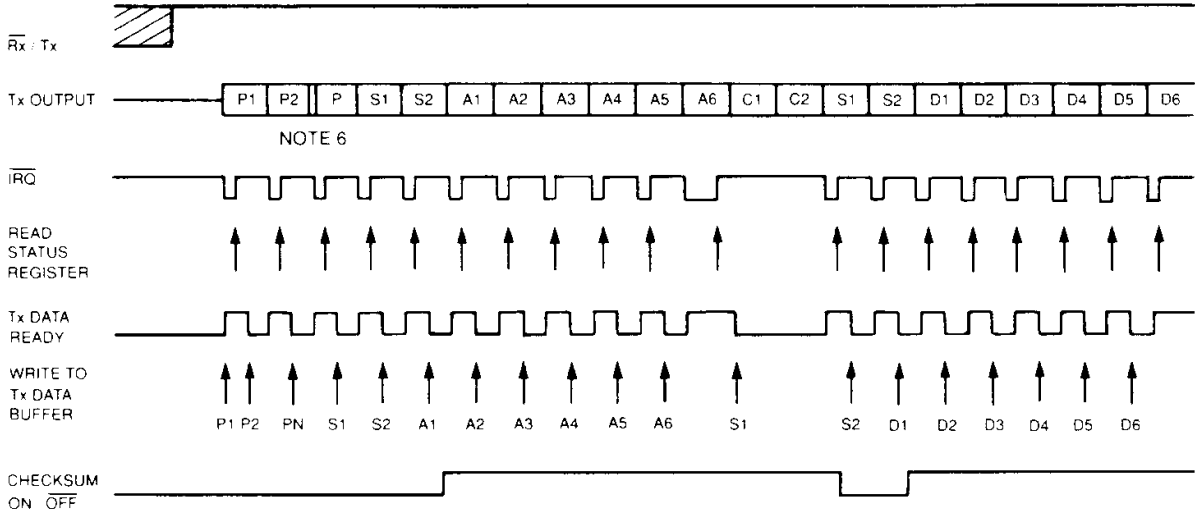 Rx / Tx
Tx OUTPUT P1 P2 P S1 S2 A1 A2 A3 A4 A5 A6 C1 C2 S1 S2 D1 D2 D3 D4 D5 D6
NOTE 6
IRQ
READ
STATUS
REGISTER
Tx DATA
READY
WRITE TO
Tx DATA
BUFFER
P1 P2 PN S1 S2 A1 A2 A3 A4 A5 A6 S1 S2 D1 D2 D3 D4 D5 D6
CHECKSUM
ON OFF